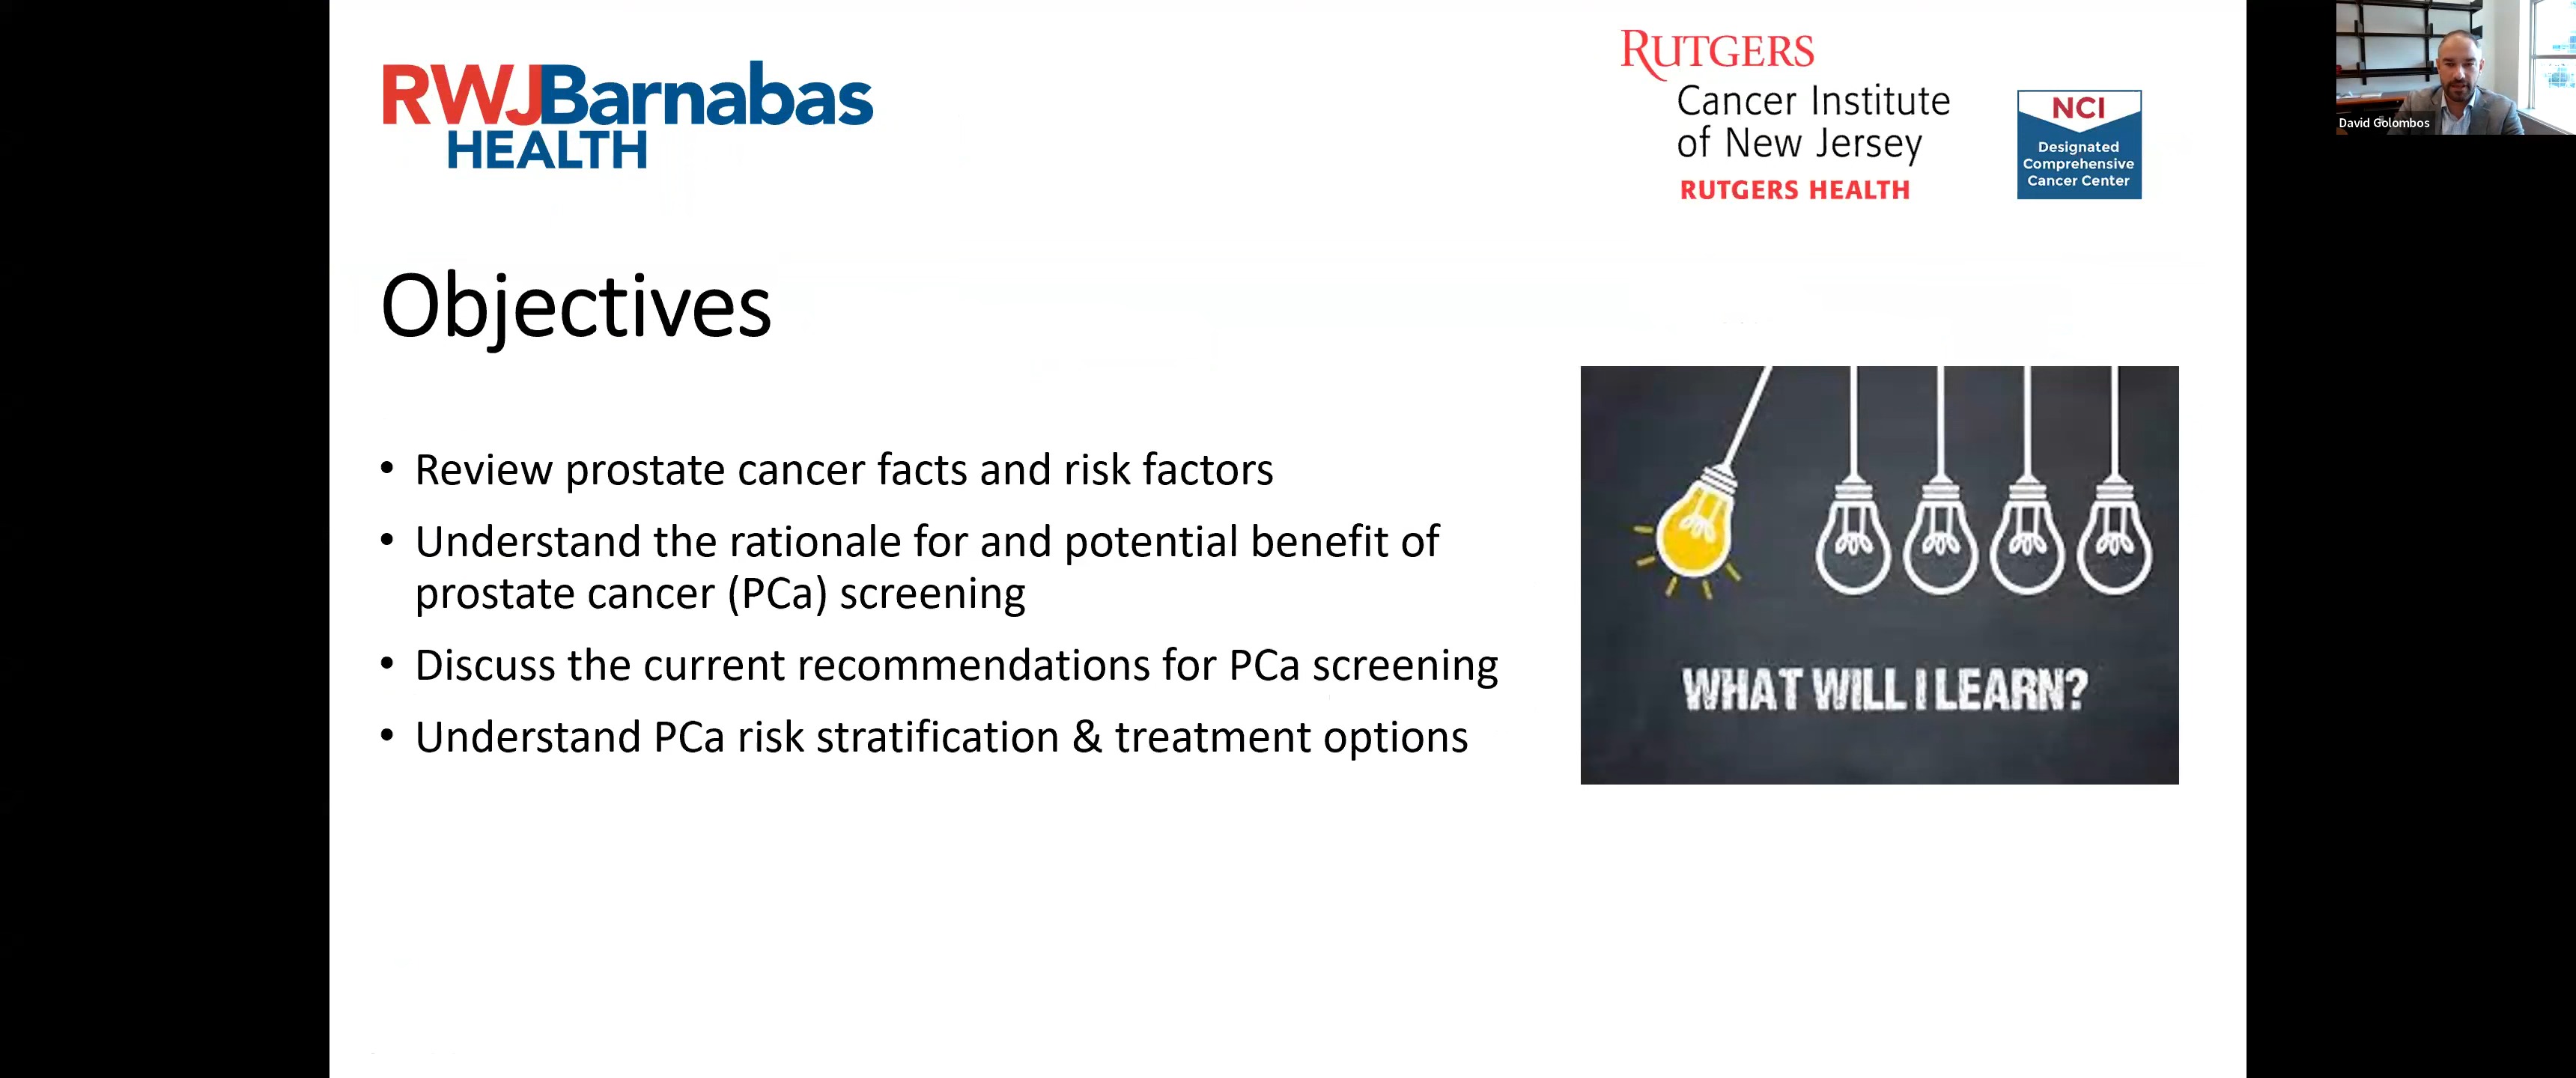 RWJBarnabas
HEALTH
RUTGERS
Cancer Institute
of New Jersey
RUTGERS HEALTH
NCI
Designated
Comprehensive
Cancer Center
David Golombos
Objectives
• Review prostate cancer facts and risk factors
• Understand the rationale for and potential benefit of
prostate cancer (PCa) screening
• Discuss the current recommendations for PCa screening
• Understand PCa risk stratification & treatment options
WHAT WILL I LEARN?